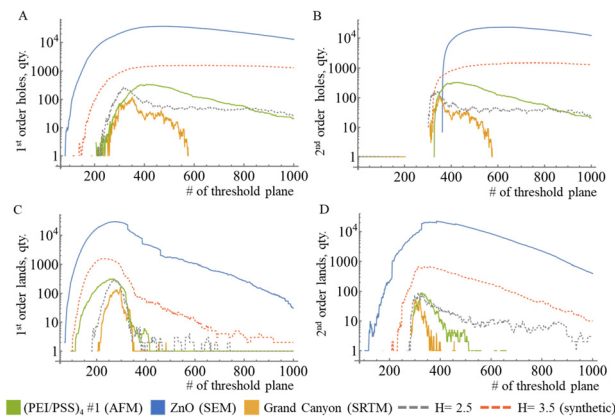 A
B
1st order holes, qty.
10⁴
1000
100
10
1
200 400 600 800 1000
# of threshold plane
2nd order holes, qty.
10⁴
1000
100
10
1
200 400 600 800 1000
# of threshold plane
C
D
1st order lands, qty.
10⁴
1000
100
10
1
200 400 600 800 1000
# of threshold plane
2nd order lands, qty.
10⁴
1000
100
10
1
200 400 600 800 1000
# of threshold plane
(PEI/PSS)₄ #1 (AFM) ZnO (SEM) Grand Canyon (SRTM) H= 2.5 H= 3.5 (synthetic)